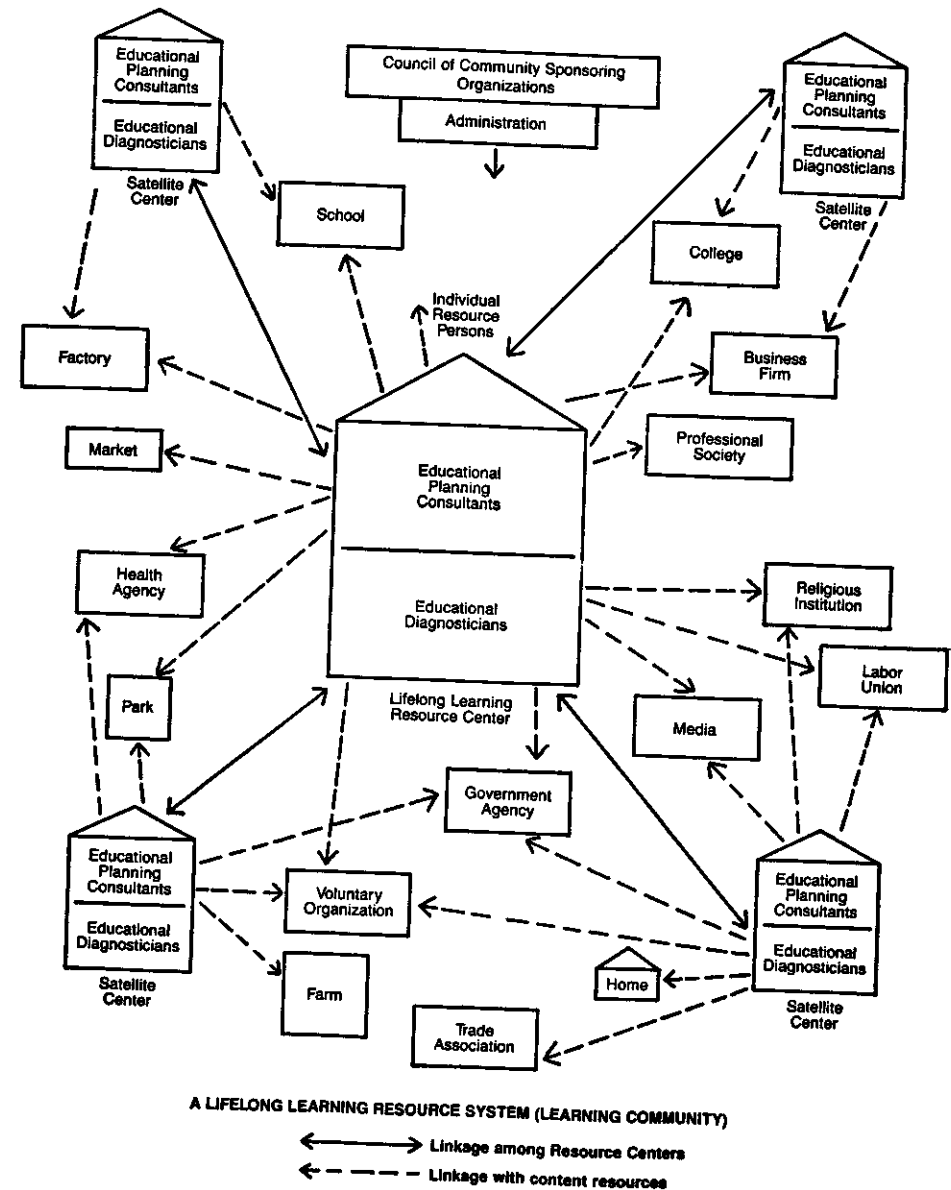 Educational
Planning
Consultants
Educational
Diagnosticians
Satellite
Center
Council of Community Sponsoring
Organizations
Administration
Educational
Planning
Consultants
Educational
Diagnosticians
Satellite
Center
School
College
Individual
Resource
Persons
Factory
Business
Firm
Market
Professional
Society
Educational
Planning
Consultants
Educational
Diagnosticians
Lifelong Learning
Resource Center
Health
Agency
Religious
Institution
Park
Labor
Union
Media
Government
Agency
Educational
Planning
Consultants
Educational
Diagnosticians
Satellite
Center
Voluntary
Organization
Farm
Home
Trade
Association
Educational
Planning
Consultants
Educational
Diagnosticians
Satellite
Center
A LIFELONG LEARNING RESOURCE SYSTEM (LEARNING COMMUNITY)
Linkage among Resource Centers
Linkage with content resources